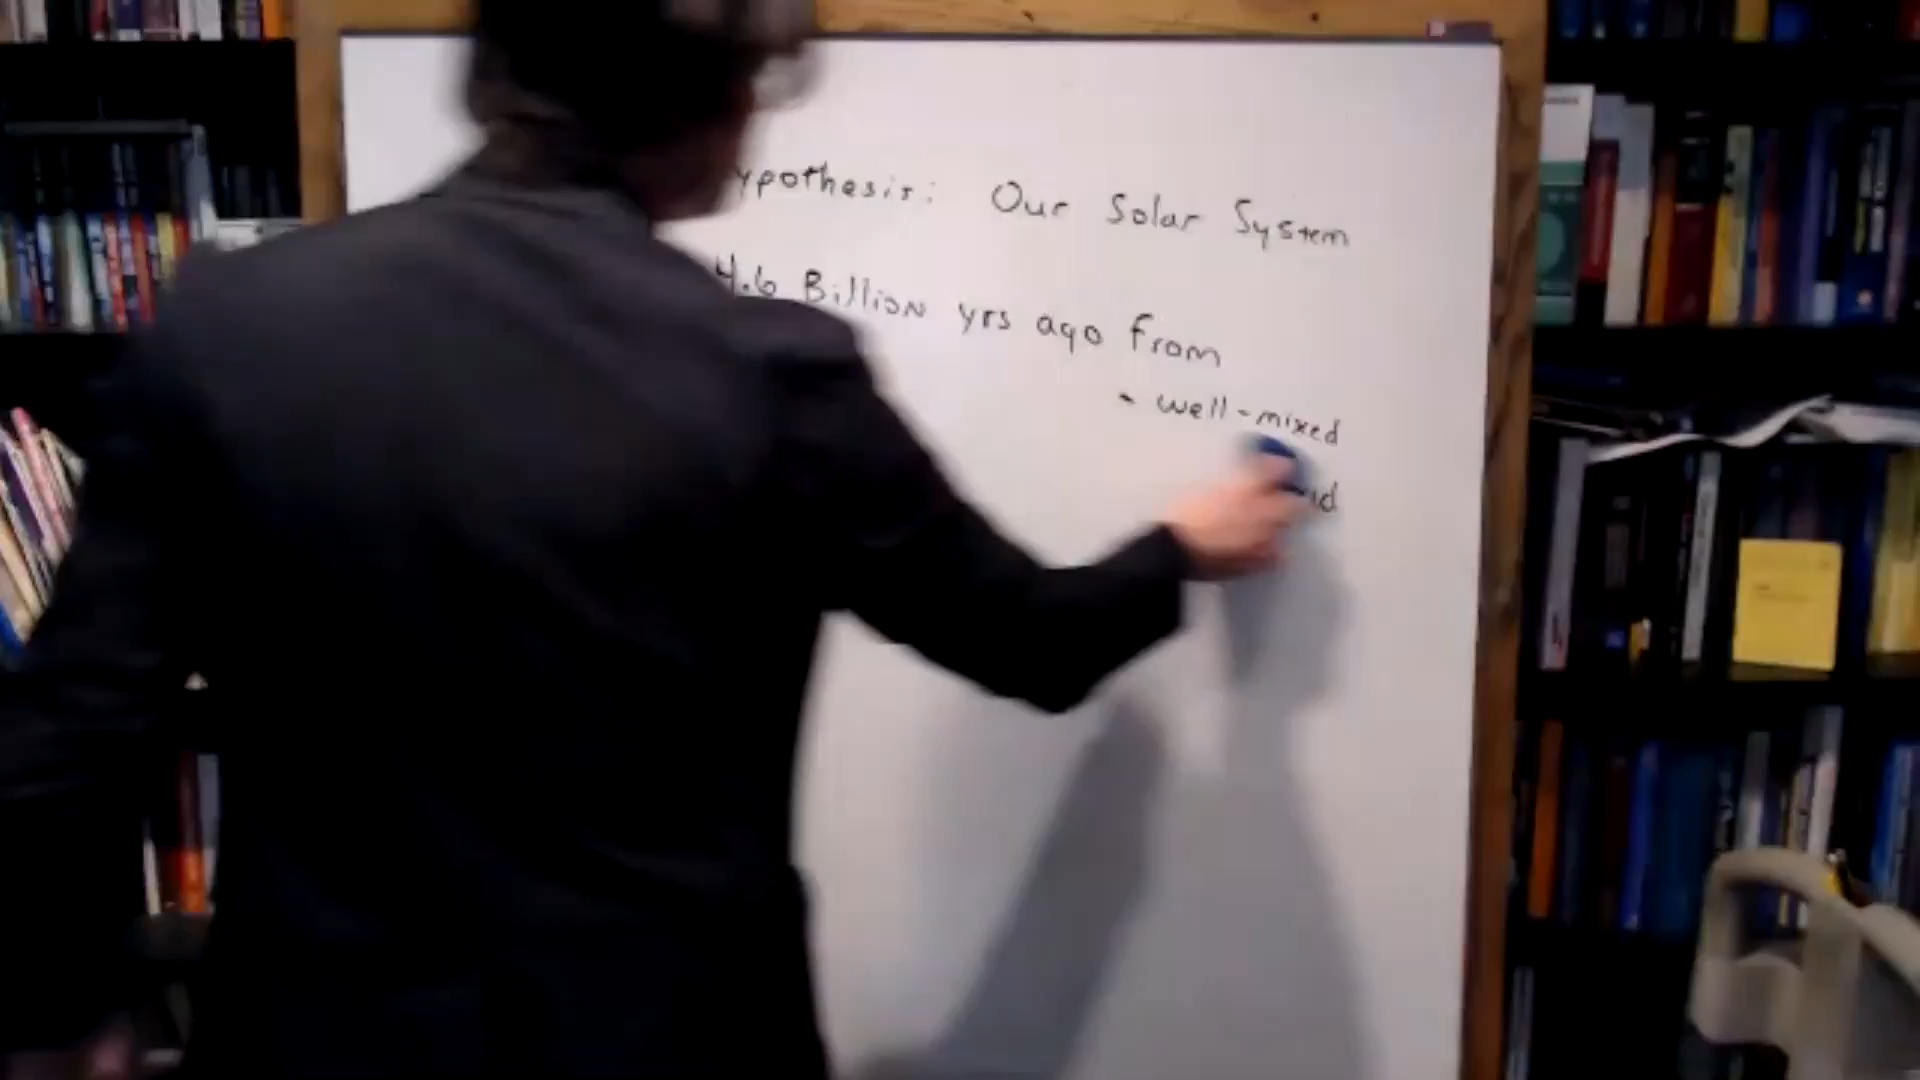 ypothesis: Our Solar System
4.6 Billion yrs ago from
- well-mixed